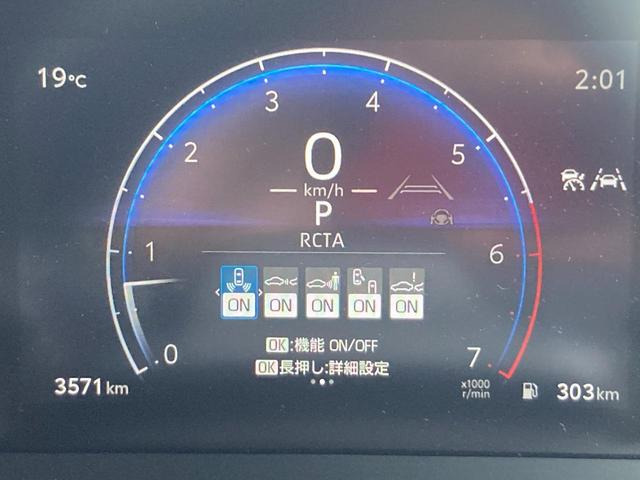 19℃
2:01
3
4
2
5
1
6
0
7
0
km/h
P
RCTA
ON ON ON ON ON
OK:機能 ON/OFF
OK長押し:詳細設定
3571km
x1000
r/min
303km